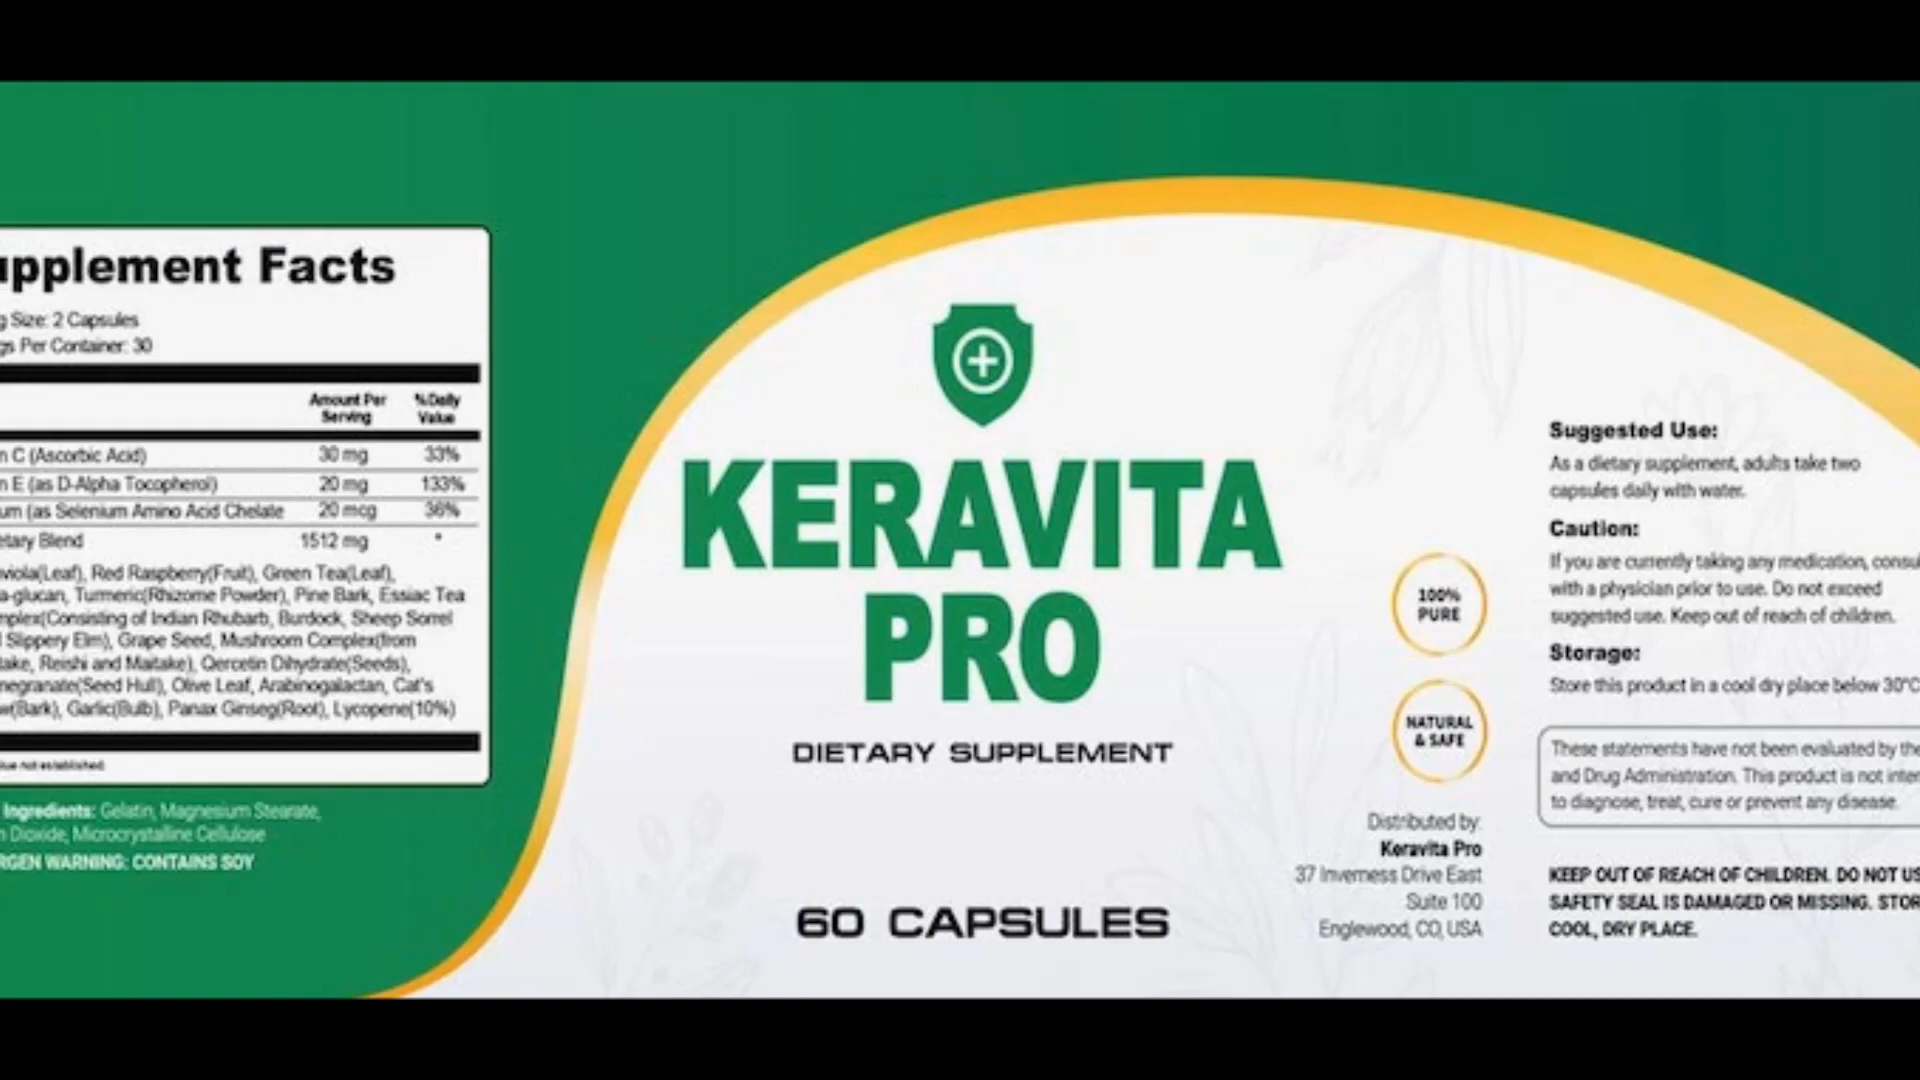 upplement Facts
g Size: 2 Capsules
gs Per Container: 30
Amount Per Serving
%Daily Value
n C (Ascorbic Acid) 30 mg 33%
n E (as D-Alpha Tocopherol) 20 mg 133%
um (as Selenium Amino Acid Chelate 20 mcg 36%
etary Blend 1512 mg *
viola(Leaf), Red Raspberry(Fruit), Green Tea(Leaf),
a-glucan, Turmeric(Rhizome Powder), Pine Bark, Essiac Tea
mplex(Consisting of Indian Rhubarb, Burdock, Sheep Sorrel
l Slippery Elm), Grape Seed, Mushroom Complex(from
take, Reishi and Maitake), Qercetin Dihydrate(Seeds),
negranate(Seed Hull), Olive Leaf, Arabinogalactan, Cat's
w(Bark), Garlic(Bulb), Panax Ginseg(Root), Lycopene(10%)
lue not established.
Ingredients: Gelatin, Magnesium Stearate,
n Dioxide, Microcrystalline Cellulose
RGEN WARNING: CONTAINS SOY
KERAVITA
PRO
DIETARY SUPPLEMENT
60 CAPSULES
100%
PURE
NATURAL
& SAFE
Distributed by:
Keravita Pro
37 Inverness Drive East
Suite 100
Englewood, CO, USA
Suggested Use:
As a dietary supplement, adults take two
capsules daily with water.
Caution:
If you are currently taking any medication, consul
with a physician prior to use. Do not exceed
suggested use. Keep out of reach of children.
Storage:
Store this product in a cool dry place below 30°C
These statements have not been evaluated by the
and Drug Administration. This product is not inten
to diagnose, treat, cure or prevent any disease.
KEEP OUT OF REACH OF CHILDREN. DO NOT US
SAFETY SEAL IS DAMAGED OR MISSING. STOR
COOL, DRY PLACE.